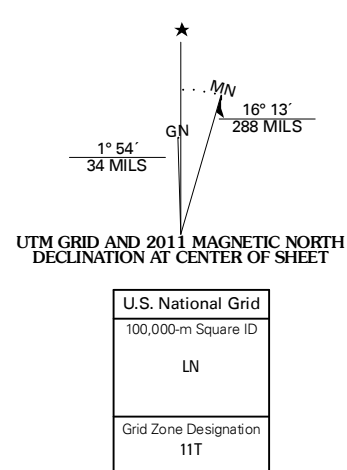 ★
MN
16° 13´
288 MILS
GN
1° 54´
34 MILS
UTM GRID AND 2011 MAGNETIC NORTH
DECLINATION AT CENTER OF SHEET
U.S. National Grid
100,000-m Square ID
LN
Grid Zone Designation
11T